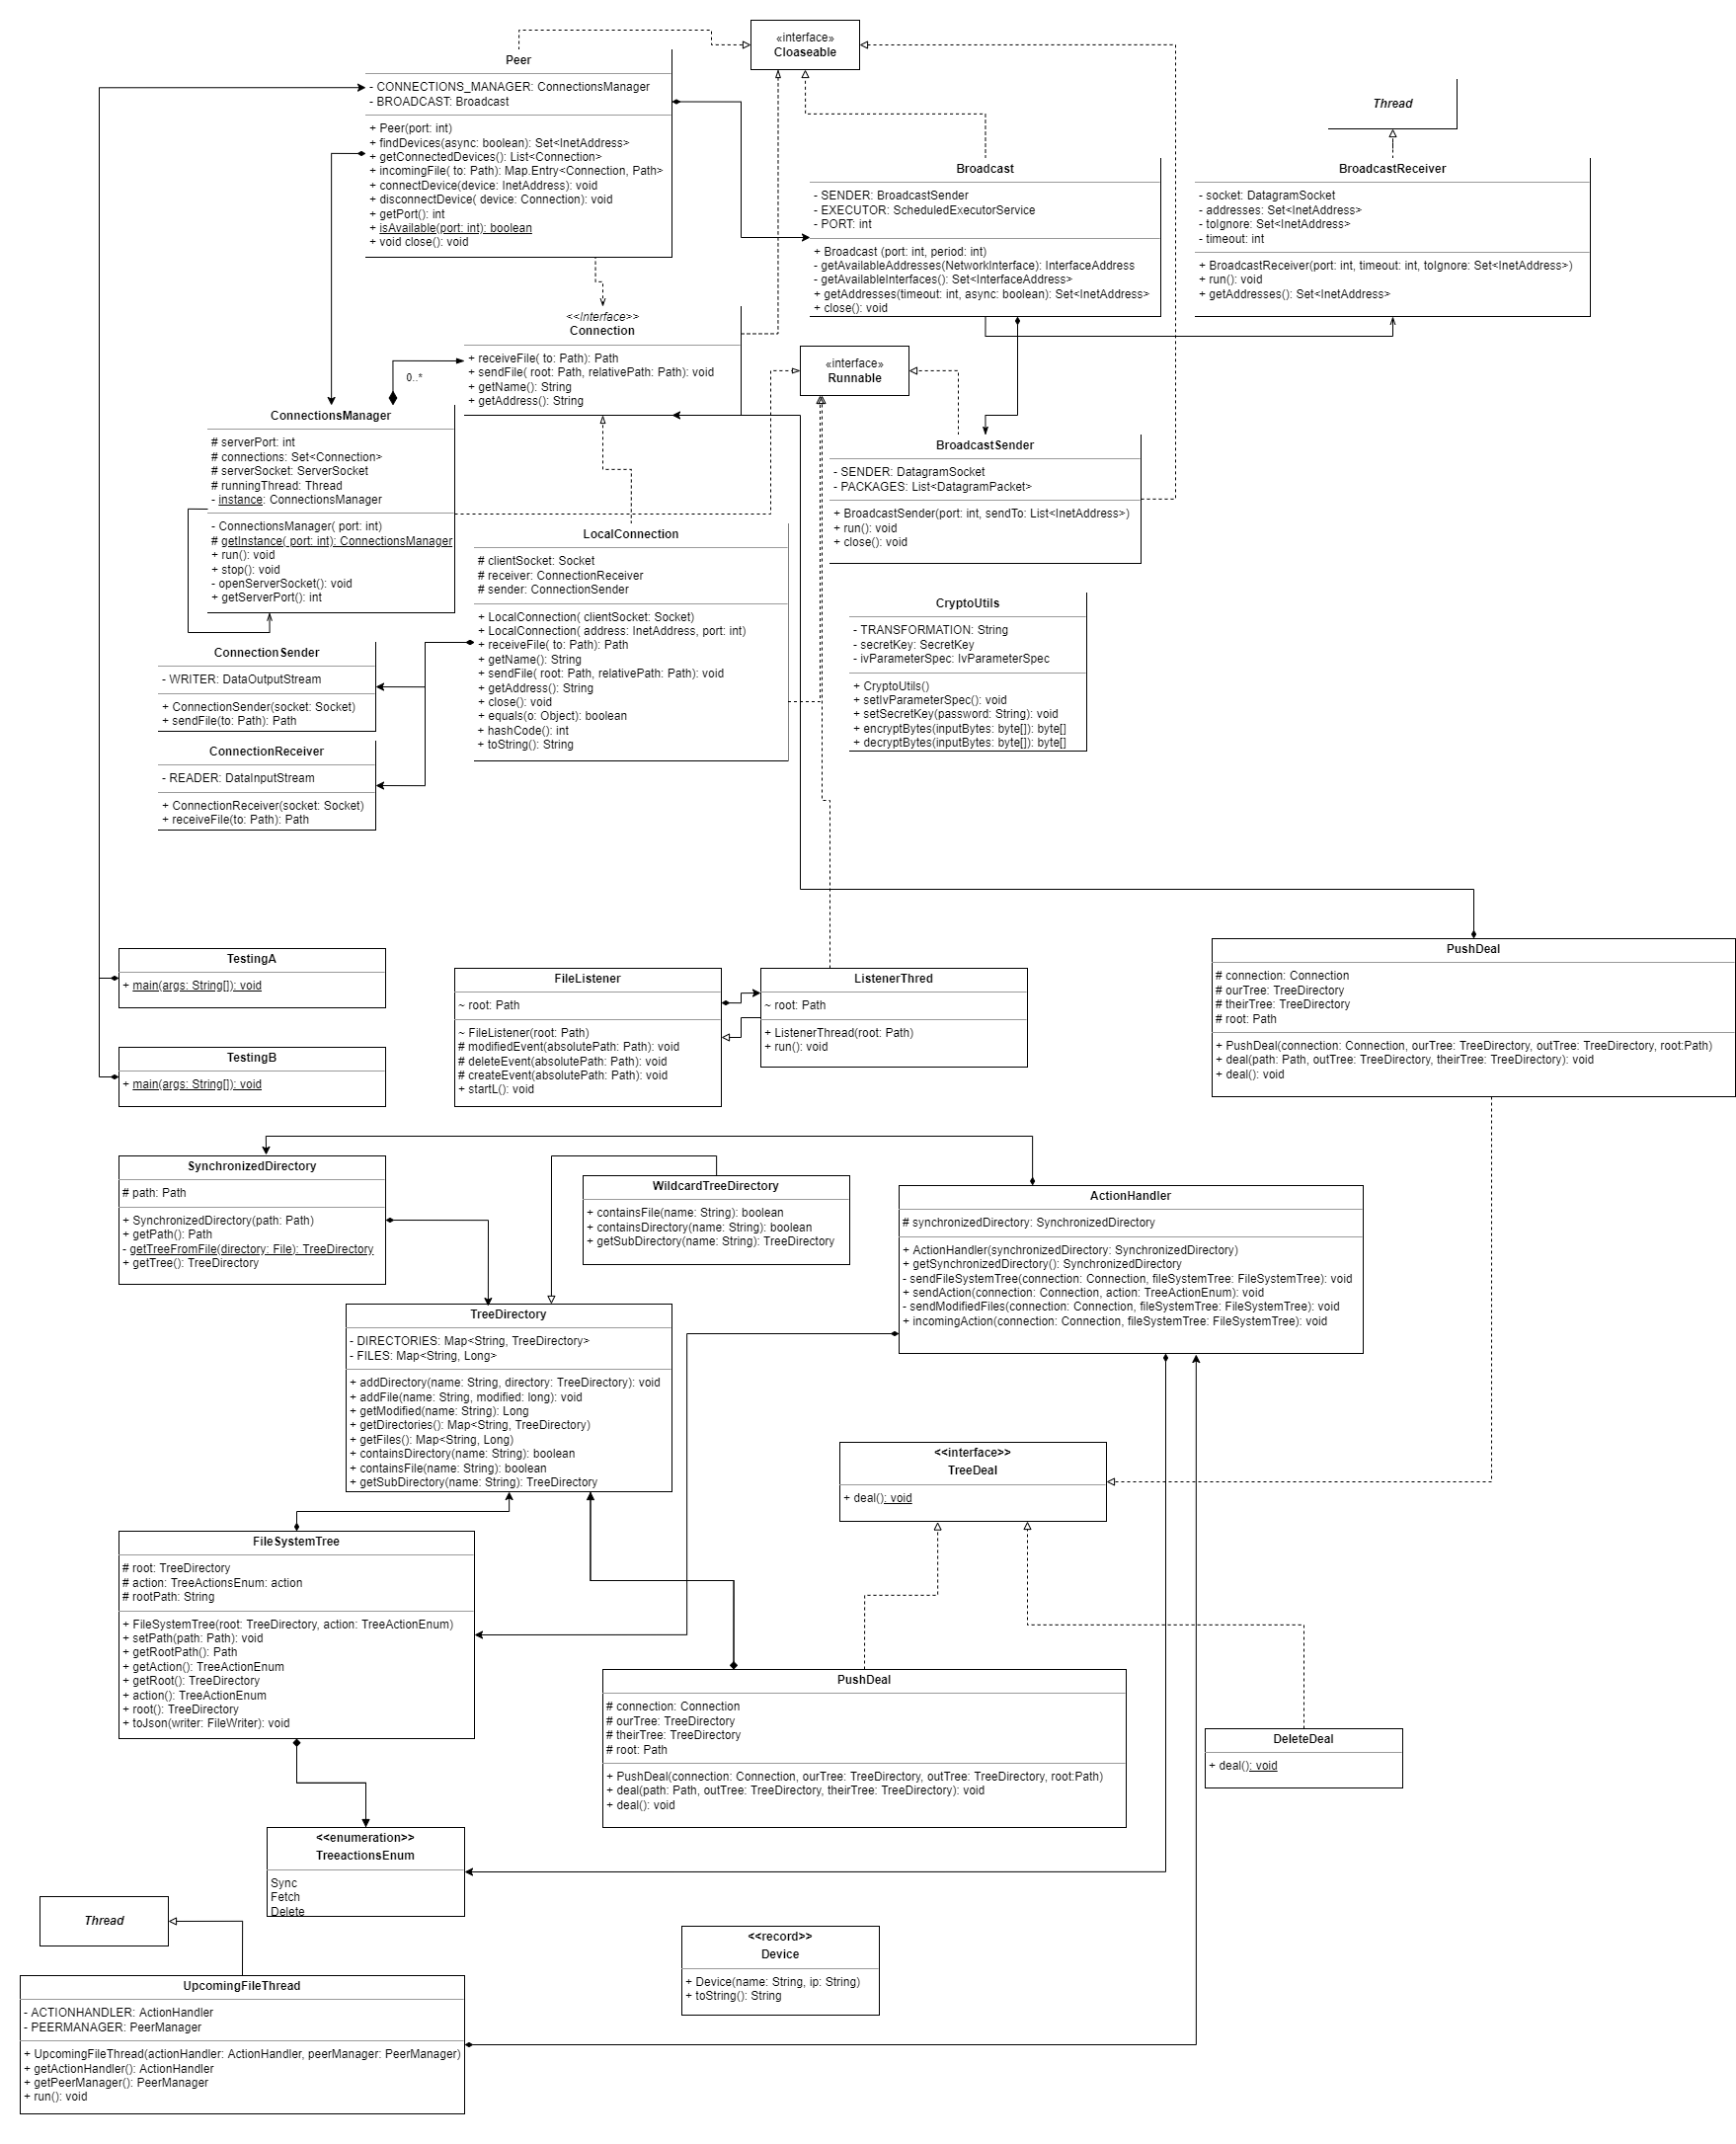 «interface»
Cloaseable
Peer
- CONNECTIONS_MANAGER: ConnectionsManager
- BROADCAST: Broadcast
+ Peer(port: int)
+ findDevices(async: boolean): Set<InetAddress>
+ getConnectedDevices(): List<Connection>
+ incomingFile( to: Path): Map.Entry<Connection, Path>
+ connectDevice(device: InetAddress): void
+ disconnectDevice( device: Connection): void
+ getPort(): int
+ isAvailable(port: int): boolean
+ void close(): void
Thread
Broadcast
- SENDER: BroadcastSender
- EXECUTOR: ScheduledExecutorService
- PORT: int
+ Broadcast (port: int, period: int)
- getAvailableAddresses(NetworkInterface): InterfaceAddress
- getAvailableInterfaces(): Set<InterfaceAddress>
+ getAddresses(timeout: int, async: boolean): Set<InetAddress>
+ close(): void
BroadcastReceiver
- socket: DatagramSocket
- addresses: Set<InetAddress>
- toIgnore: Set<InetAddress>
- timeout: int
+ BroadcastReceiver(port: int, timeout: int, toIgnore: Set<InetAddress>)
+ run(): void
+ getAddresses(): Set<InetAddress>
<<Interface>>
Connection
+ receiveFile( to: Path): Path
+ sendFile( root: Path, relativePath: Path): void
+ getName(): String
+ getAddress(): String
0..*
«interface»
Runnable
ConnectionsManager
# serverPort: int
# connections: Set<Connection>
# serverSocket: ServerSocket
# runningThread: Thread
- instance: ConnectionsManager
- ConnectionsManager( port: int)
# getInstance( port: int): ConnectionsManager
+ run(): void
+ stop(): void
- openServerSocket(): void
+ getServerPort(): int
BroadcastSender
- SENDER: DatagramSocket
- PACKAGES: List<DatagramPacket>
+ BroadcastSender(port: int, sendTo: List<InetAddress>)
+ run(): void
+ close(): void
LocalConnection
# clientSocket: Socket
# receiver: ConnectionReceiver
# sender: ConnectionSender
+ LocalConnection( clientSocket: Socket)
+ LocalConnection( address: InetAddress, port: int)
+ receiveFile( to: Path): Path
+ getName(): String
+ sendFile( root: Path, relativePath: Path): void
+ getAddress(): String
+ close(): void
+ equals(o: Object): boolean
+ hashCode(): int
+ toString(): String
CryptoUtils
- TRANSFORMATION: String
- secretKey: SecretKey
- ivParameterSpec: IvParameterSpec
+ CryptoUtils()
+ setIvParameterSpec(): void
+ setSecretKey(password: String): void
+ encryptBytes(inputBytes: byte[]): byte[]
+ decryptBytes(inputBytes: byte[]): byte[]
ConnectionSender
- WRITER: DataOutputStream
+ ConnectionSender(socket: Socket)
+ sendFile(to: Path): Path
ConnectionReceiver
- READER: DataInputStream
+ ConnectionReceiver(socket: Socket)
+ receiveFile(to: Path): Path
TestingA
+ main(args: String[]): void
FileListener
~ root: Path
~ FileListener(root: Path)
# modifiedEvent(absolutePath: Path): void
# deleteEvent(absolutePath: Path): void
# createEvent(absolutePath: Path): void
+ startL(): void
ListenerThred
~ root: Path
+ ListenerThread(root: Path)
+ run(): void
PushDeal
# connection: Connection
# ourTree: TreeDirectory
# theirTree: TreeDirectory
# root: Path
+ PushDeal(connection: Connection, ourTree: TreeDirectory, outTree: TreeDirectory, root:Path)
+ deal(path: Path, outTree: TreeDirectory, theirTree: TreeDirectory): void
+ deal(): void
TestingB
+ main(args: String[]): void
SynchronizedDirectory
# path: Path
+ SynchronizedDirectory(path: Path)
+ getPath(): Path
- getTreeFromFile(directory: File): TreeDirectory
+ getTree(): TreeDirectory
WildcardTreeDirectory
+ containsFile(name: String): boolean
+ containsDirectory(name: String): boolean
+ getSubDirectory(name: String): TreeDirectory
ActionHandler
# synchronizedDirectory: SynchronizedDirectory
+ ActionHandler(synchronizedDirectory: SynchronizedDirectory)
+ getSynchronizedDirectory(): SynchronizedDirectory
- sendFileSystemTree(connection: Connection, fileSystemTree: FileSystemTree): void
+ sendAction(connection: Connection, action: TreeActionEnum): void
- sendModifiedFiles(connection: Connection, fileSystemTree: FileSystemTree): void
+ incomingAction(connection: Connection, fileSystemTree: FileSystemTree): void
TreeDirectory
- DIRECTORIES: Map<String, TreeDirectory>
- FILES: Map<String, Long>
+ addDirectory(name: String, directory: TreeDirectory): void
+ addFile(name: String, modified: long): void
+ getModified(name: String): Long
+ getDirectories(): Map<String, TreeDirectory)
+ getFiles(): Map<String, Long)
+ containsDirectory(name: String): boolean
+ containsFile(name: String): boolean
+ getSubDirectory(name: String): TreeDirectory
<<interface>>
TreeDeal
+ deal(): void
FileSystemTree
# root: TreeDirectory
# action: TreeActionsEnum: action
# rootPath: String
+ FileSystemTree(root: TreeDirectory, action: TreeActionEnum)
+ setPath(path: Path): void
+ getRootPath(): Path
+ getAction(): TreeActionEnum
+ getRoot(): TreeDirectory
+ action(): TreeActionEnum
+ root(): TreeDirectory
+ toJson(writer: FileWriter): void
PushDeal
# connection: Connection
# ourTree: TreeDirectory
# theirTree: TreeDirectory
# root: Path
+ PushDeal(connection: Connection, ourTree: TreeDirectory, outTree: TreeDirectory, root:Path)
+ deal(path: Path, outTree: TreeDirectory, theirTree: TreeDirectory): void
+ deal(): void
DeleteDeal
+ deal(): void
<<enumeration>>
TreeactionsEnum
Sync
Fetch
Delete
Thread
<<record>>
Device
+ Device(name: String, ip: String)
+ toString(): String
UpcomingFileThread
- ACTIONHANDLER: ActionHandler
- PEERMANAGER: PeerManager
+ UpcomingFileThread(actionHandler: ActionHandler, peerManager: PeerManager)
+ getActionHandler(): ActionHandler
+ getPeerManager(): PeerManager
+ run(): void